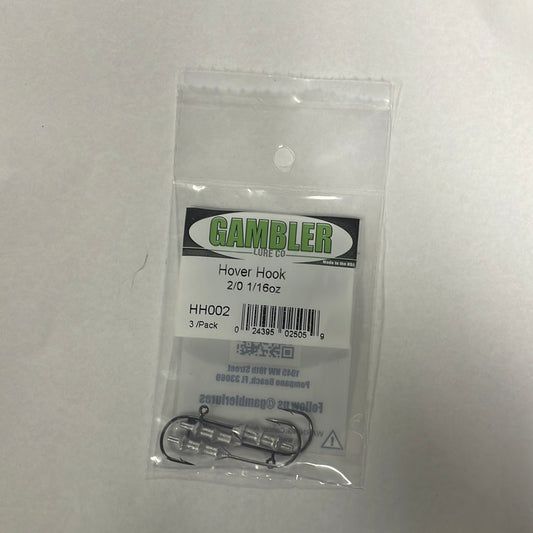 GAMBLER
LURE CO
Made in the USA
Hover Hook
2/0 1/16oz
HH002
3 /Pack
0 24395 02505 9
1945 NW 18th Street
Pompano Beach Fl 33069
Follow us @gamblerlures